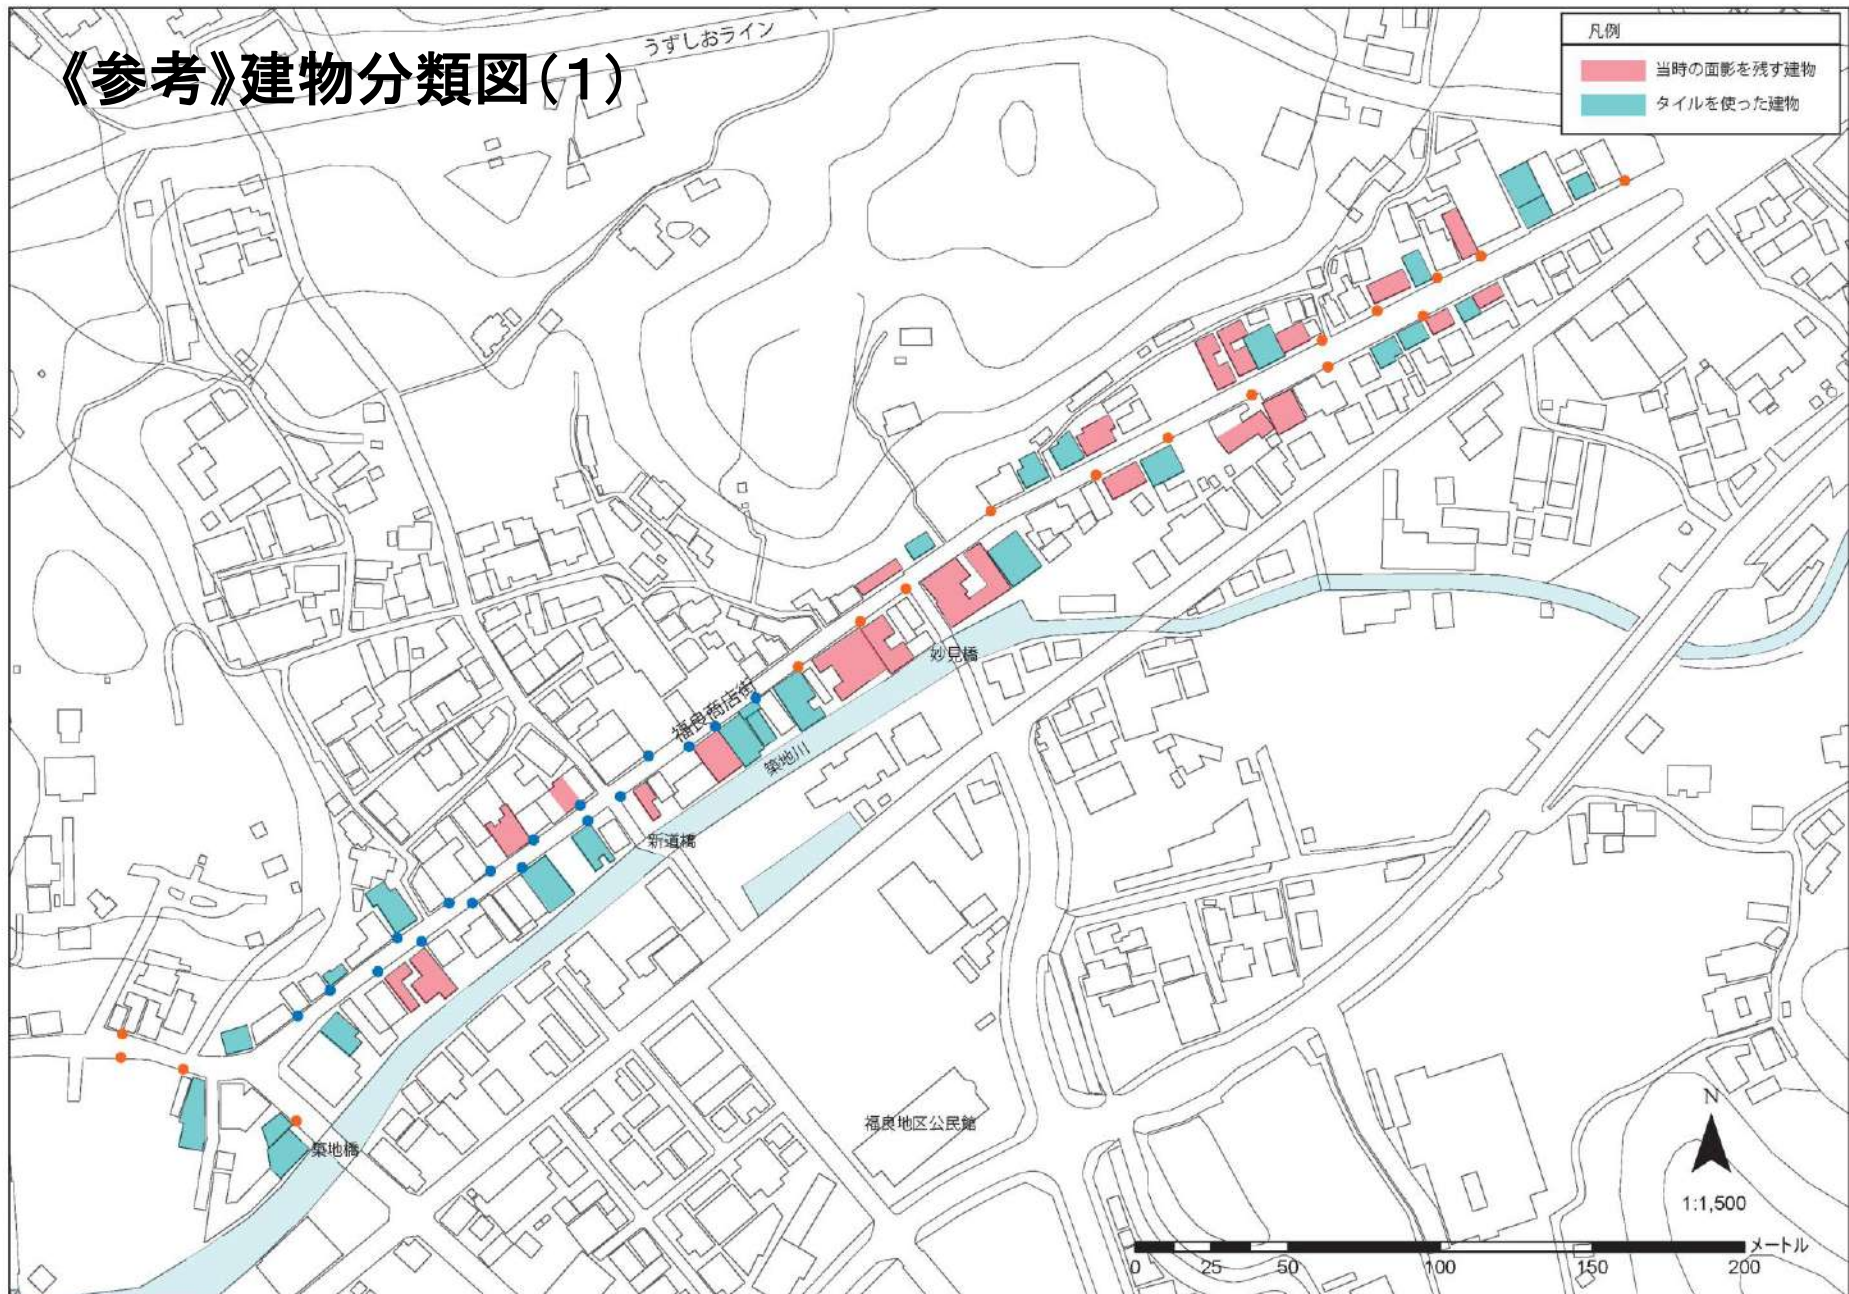 《参考》建物分類図(1)
うずしおライン
凡例
当時の面影を残す建物
タイルを使った建物
妙見橋
福良商店街
築地川
新道橋
福良地区公民館
築地橋
N
1:1,500
メートル
0 25 50 100 150 200